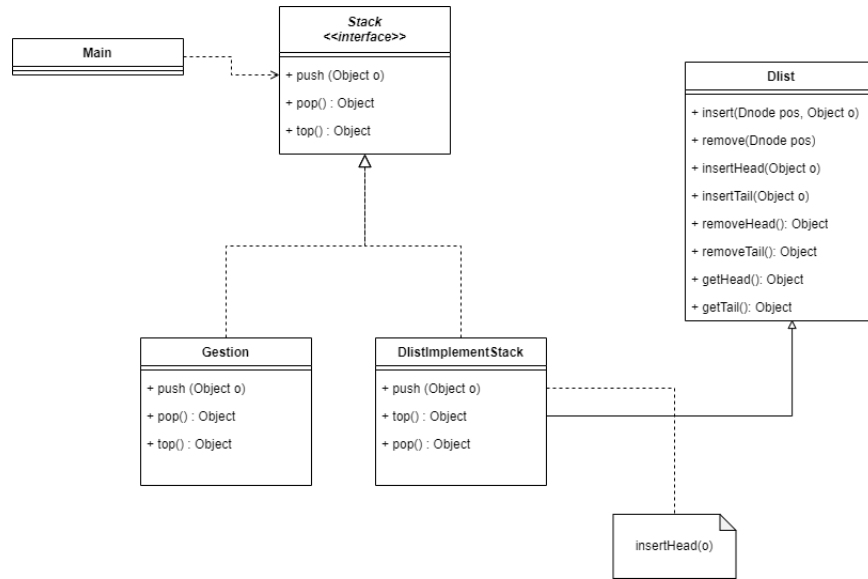 Stack
<<interface>>
+ push (Object o)
+ pop() : Object
+ top() : Object
Main
Dlist
+ insert(Dnode pos, Object o)
+ remove(Dnode pos)
+ insertHead(Object o)
+ insertTail(Object o)
+ removeHead(): Object
+ removeTail(): Object
+ getHead(): Object
+ getTail(): Object
Gestion
+ push (Object o)
+ pop() : Object
+ top() : Object
DlistImplementStack
+ push (Object o)
+ top() : Object
+ pop() : Object
insertHead(o)